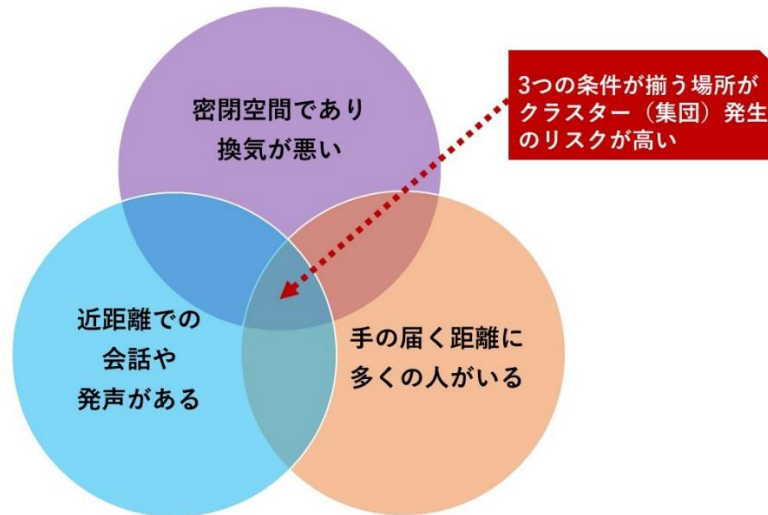 密閉空間であり
換気が悪い
3つの条件が揃う場所が
クラスター（集団）発生
のリスクが高い
近距離での
会話や
発声がある
手の届く距離に
多くの人がいる